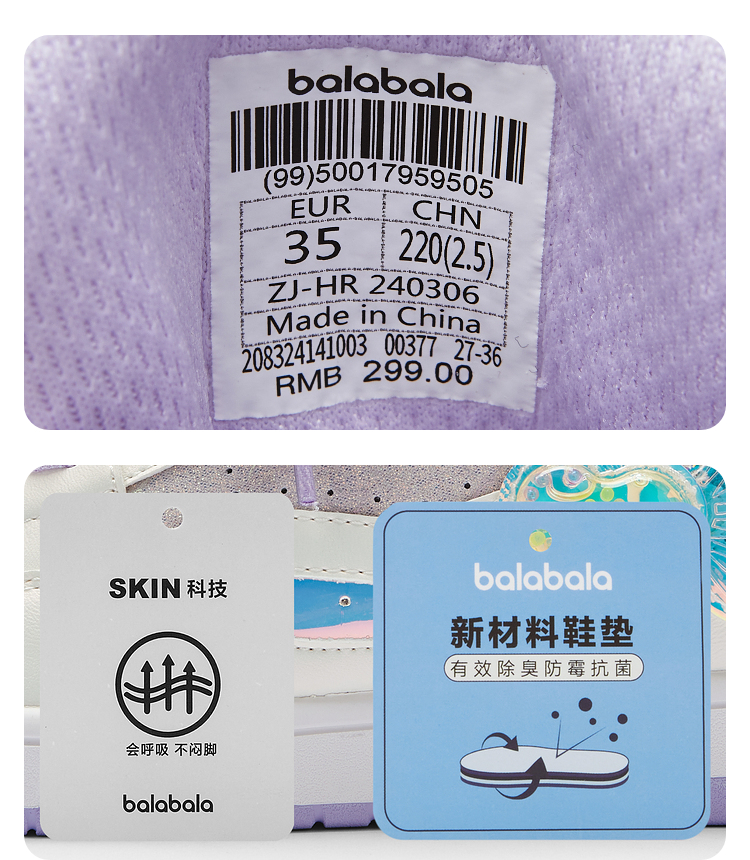 balabala
(99)50017959505
EUR CHN
35 220(2.5)
ZJ-HR 240306
Made in China
208324141003 00377 27-36
RMB 299.00
SKIN 科技
会呼吸 不闷脚
balabala
balabala
新材料鞋垫
有效除臭防霉抗菌